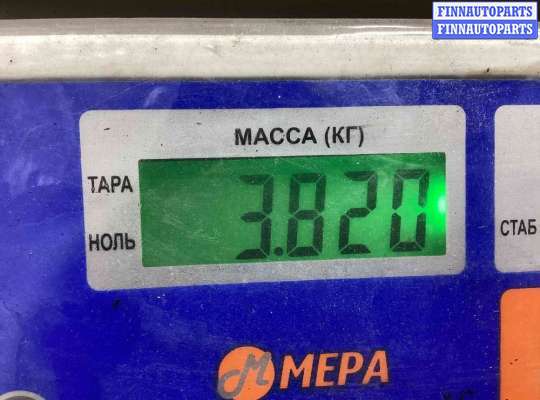 FINNAUTOPARTS
FINNAUTOPARTS
МАССА (КГ)
ТАРА
3.820
НОЛЬ
СТАБ
МЕРА